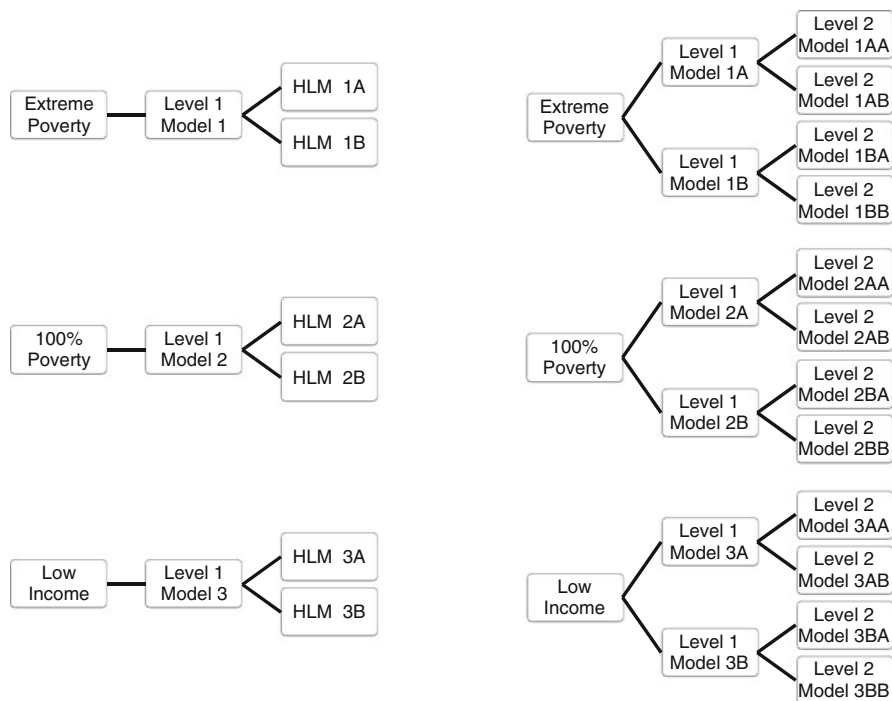 Extreme
Poverty
Level 1
Model 1
HLM 1A
HLM 1B
100%
Poverty
Level 1
Model 2
HLM 2A
HLM 2B
Low
Income
Level 1
Model 3
HLM 3A
HLM 3B
Extreme
Poverty
Level 1
Model 1A
Level 2
Model 1AA
Level 2
Model 1AB
Level 1
Model 1B
Level 2
Model 1BA
Level 2
Model 1BB
100%
Poverty
Level 1
Model 2A
Level 2
Model 2AA
Level 2
Model 2AB
Level 1
Model 2B
Level 2
Model 2BA
Level 2
Model 2BB
Low
Income
Level 1
Model 3A
Level 2
Model 3AA
Level 2
Model 3AB
Level 1
Model 3B
Level 2
Model 3BA
Level 2
Model 3BB